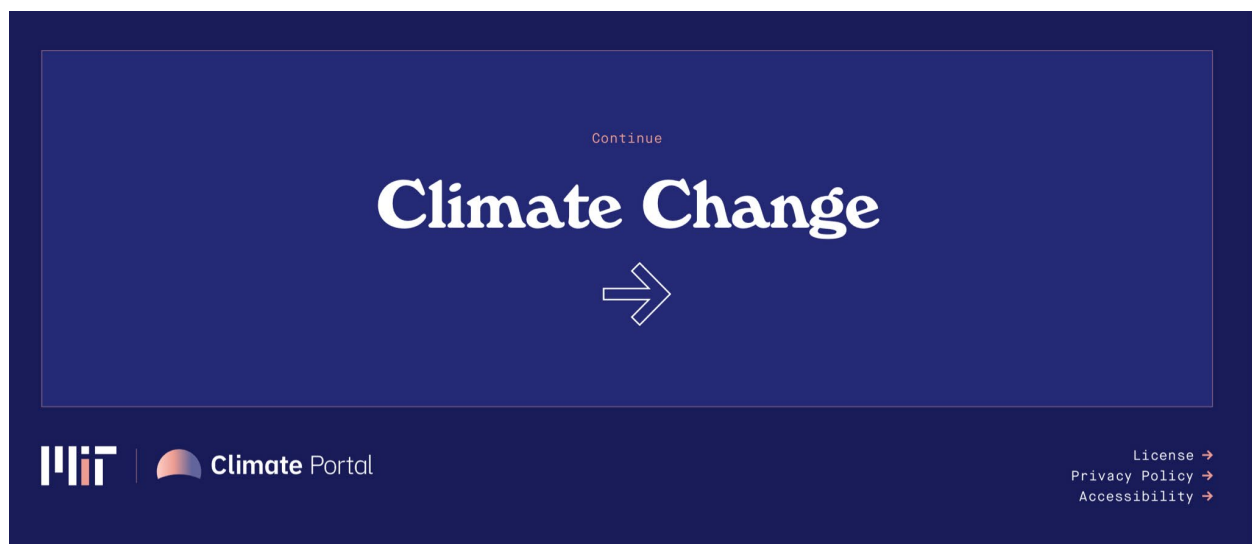 Continue
Climate Change
MIT
Climate Portal
License →
Privacy Policy →
Accessibility →